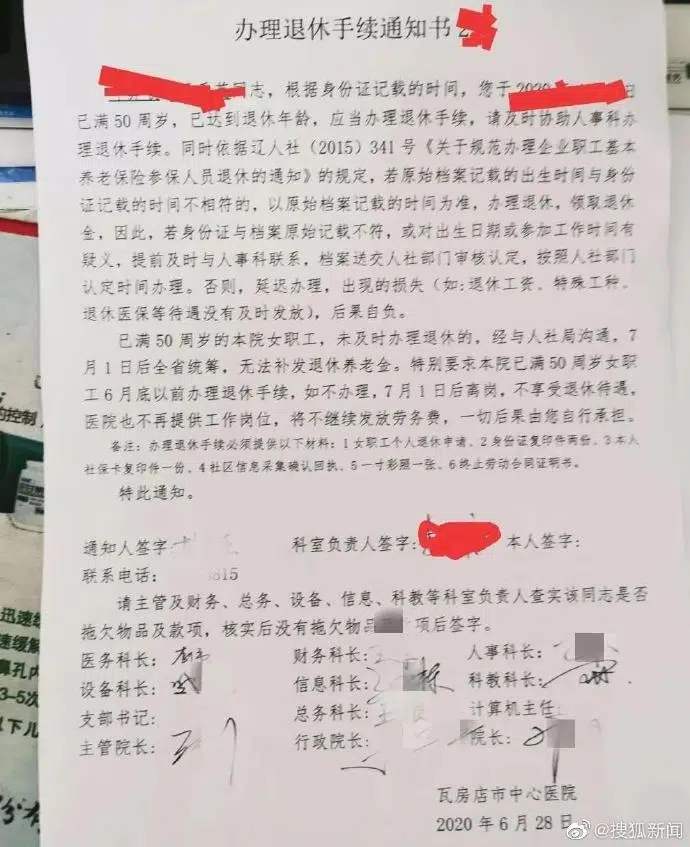 办理退休手续通知书
同志，根据身份证记载的时间，您于2020
已满50周岁，已达到退休年龄，应当办理退休手续，请及时协助人事科办
理退休手续。同时依据辽人社（2015）341号《关于规范办理企业职工基本
养老保险参保人员退休的通知》的规定，若原始档案记载的出生时间与身份
证记载的时间不相符的，以原始档案记载的时间为准，办理退休，领取退休
金，因此，若身份证与档案原始记载不符，或对出生日期或参加工作时间有
疑义，提前及时与人事科联系，档案送交人社部门审核认定，按照人社部门
认定时间办理。否则，延迟办理，出现的损失（如:退休工资、特殊工种、
退休医保等待遇没有及时发放），后果自负。
已满50周岁的本院女职工，未及时办理退休的，经与人社局沟通，7
月1日后全省统筹，无法补发退休养老金。特别要求本院已满50周岁女职
工6月底以前办理退休手续，如不办理，7月1日后离岗，不享受退休待遇，
医院也不再提供工作岗位，将不继续发放劳务费，一切后果由您自行承担。
备注：办理退休手续必须提供以下材料：1女职工个人退休申请、2身份证复印件两份、3本人
社保卡复印件一份、4社区信息采集确认回执、5一寸彩照一张、6终止劳动合同证明书。
特此通知。
通知人签字: 科室负责人签字: 本人签字:
联系电话: 815
请主管及财务、总务、设备、信息、科教等科室负责人查实该同志是否
拖欠物品及款项，核实后没有拖欠物品 项后签字。
医务科长: 财务科长: 人事科长:
设备科长: 信息科长: 科教科长:
支部书记: 总务科长: 计算机主任:
主管院长: 行政院长: 院长:
瓦房店市中心医院
2020年6月28日
的控制
迅速缓
速缓解
鼻孔内
3-5次
以下儿
@搜狐新闻